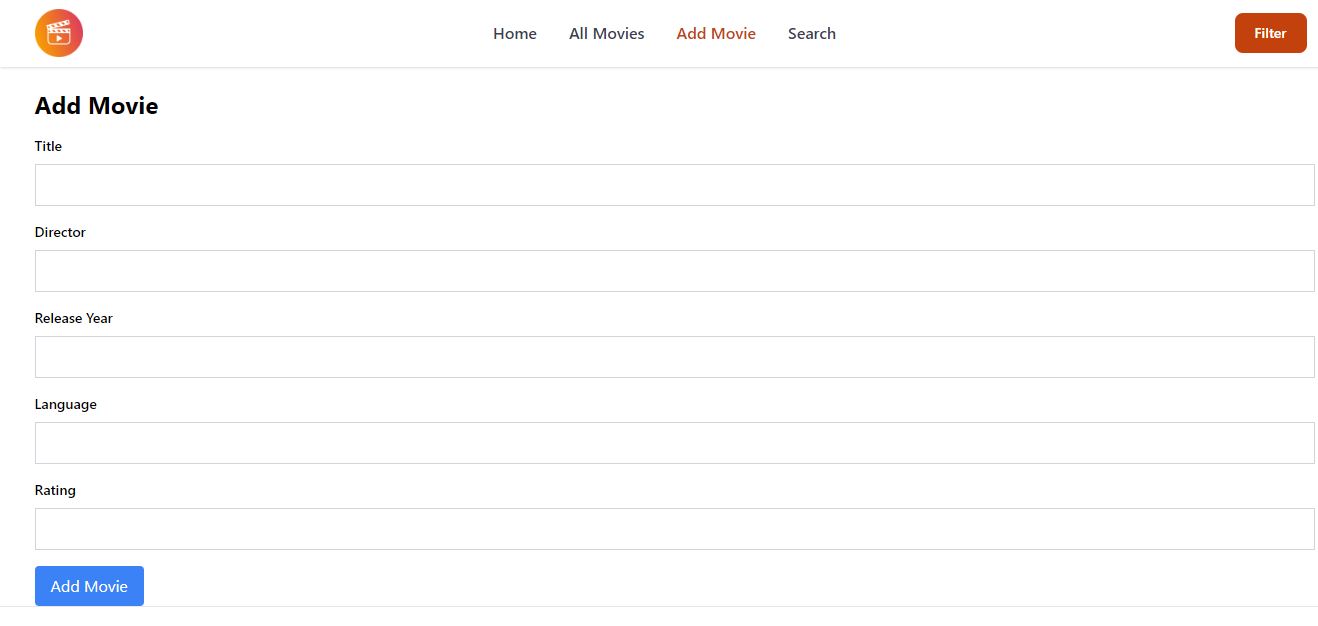 Home All Movies Add Movie Search Filter
Add Movie
Title
Director
Release Year
Language
Rating
Add Movie